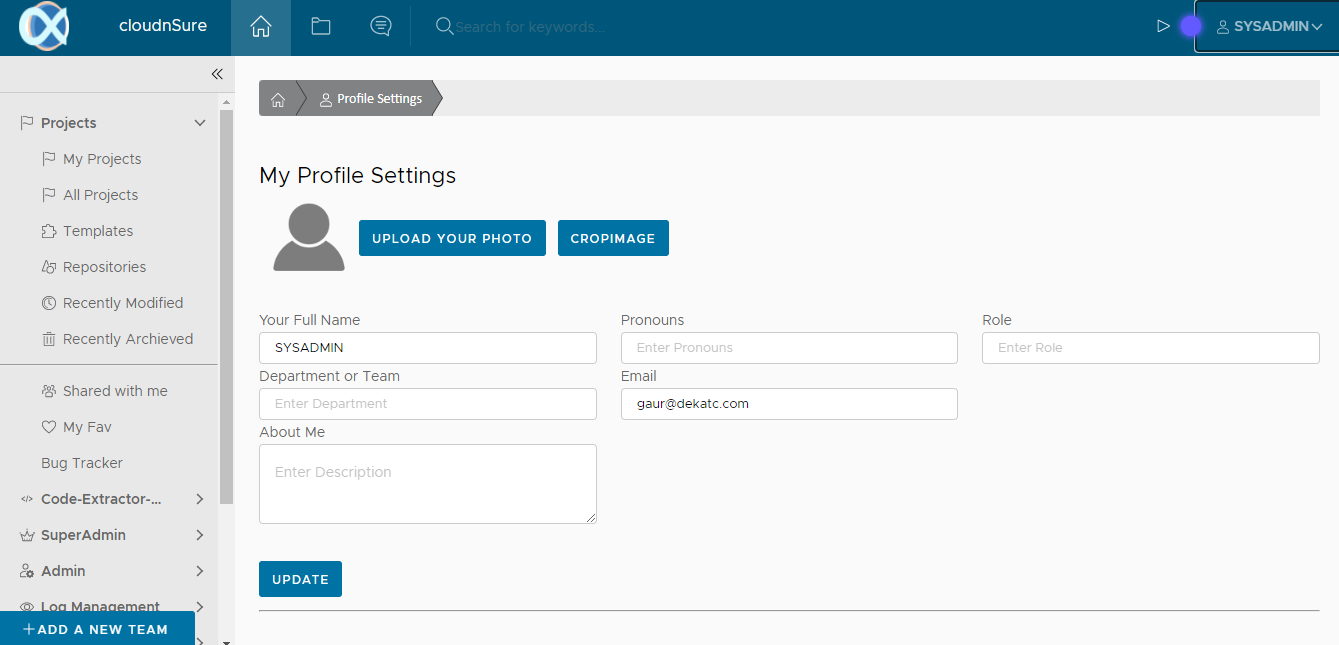 cloudnSure
Search for keywords...
SYSADMIN
Projects
My Projects
All Projects
Templates
Repositories
Recently Modified
Recently Archieved
Shared with me
My Fav
Bug Tracker
Code-Extractor-...
SuperAdmin
Admin
Log Management
+ADD A NEW TEAM
Profile Settings
My Profile Settings
UPLOAD YOUR PHOTO
CROPIMAGE
Your Full Name
SYSADMIN
Pronouns
Enter Pronouns
Role
Enter Role
Department or Team
Enter Department
Email
gaur@dekatc.com
About Me
Enter Description
UPDATE